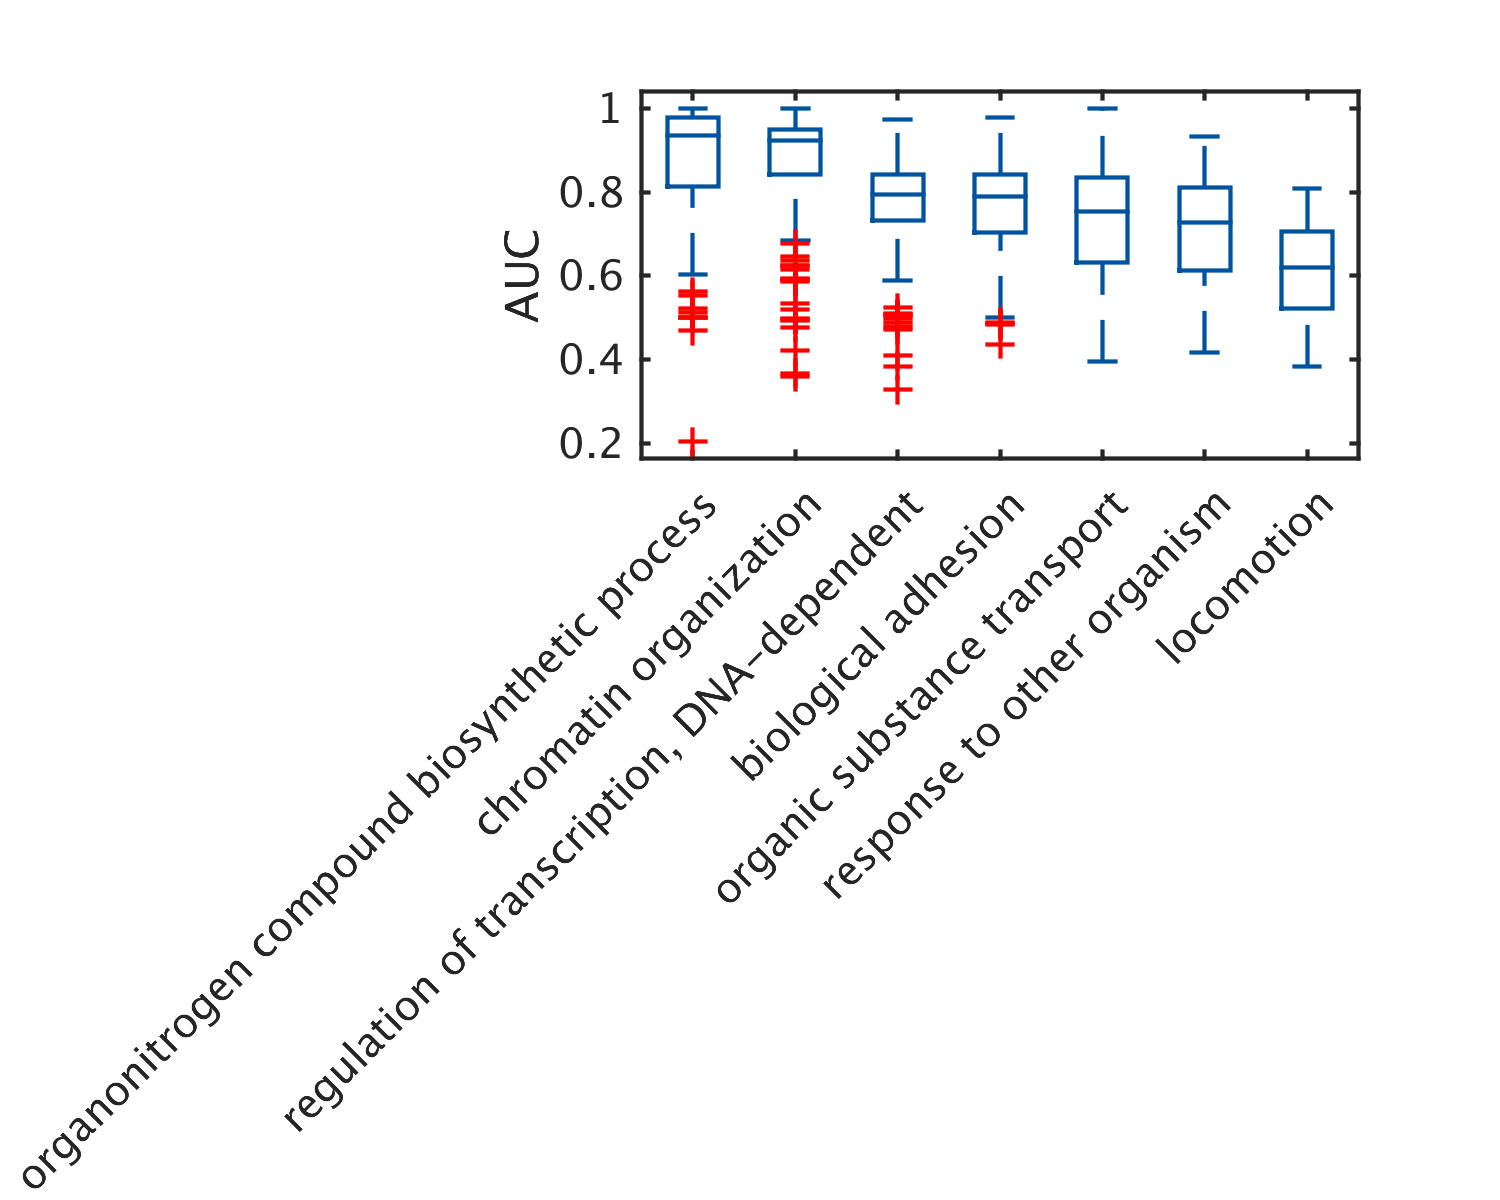 1
0.8
0.6
0.4
0.2
AUC
organonitrogen compound biosynthetic process
chromatin organization
regulation of transcription, DNA−dependent
biological adhesion
organic substance transport
response to other organism
locomotion